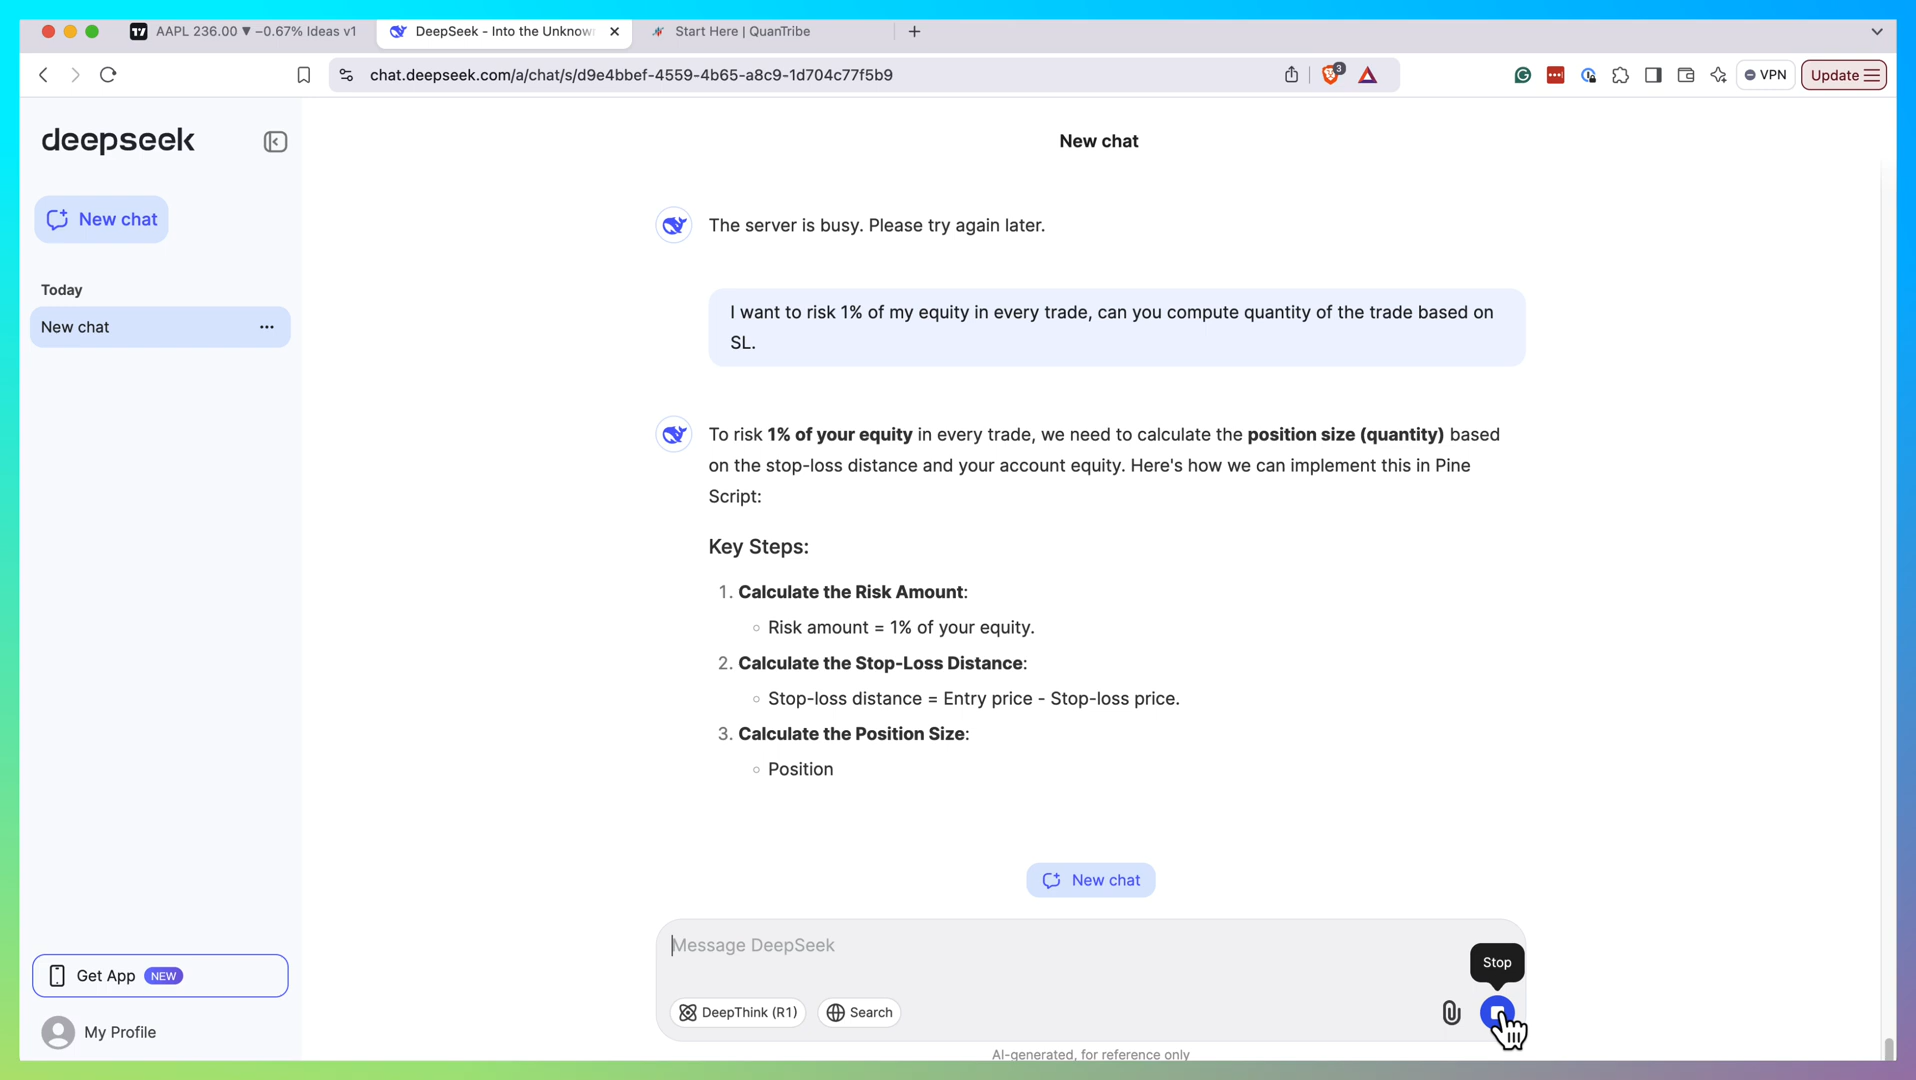 AAPL 236.00 ▼ −0.67% Ideas v1
DeepSeek - Into the Unknown
Start Here | QuanTribe
chat.deepseek.com/a/chat/s/d9e4bbef-4559-4b65-a8c9-1d704c77f5b9
3
VPN
Update
deepseek
New chat
New chat
Today
New chat
The server is busy. Please try again later.
I want to risk 1% of my equity in every trade, can you compute quantity of the trade based on
SL.
To risk 1% of your equity in every trade, we need to calculate the position size (quantity) based
on the stop-loss distance and your account equity. Here's how we can implement this in Pine
Script:
Key Steps:
1. Calculate the Risk Amount:
Risk amount = 1% of your equity.
2. Calculate the Stop-Loss Distance:
Stop-loss distance = Entry price - Stop-loss price.
3. Calculate the Position Size:
Position
New chat
Message DeepSeek
Stop
DeepThink (R1)
Search
Get App NEW
My Profile
AI-generated, for reference only